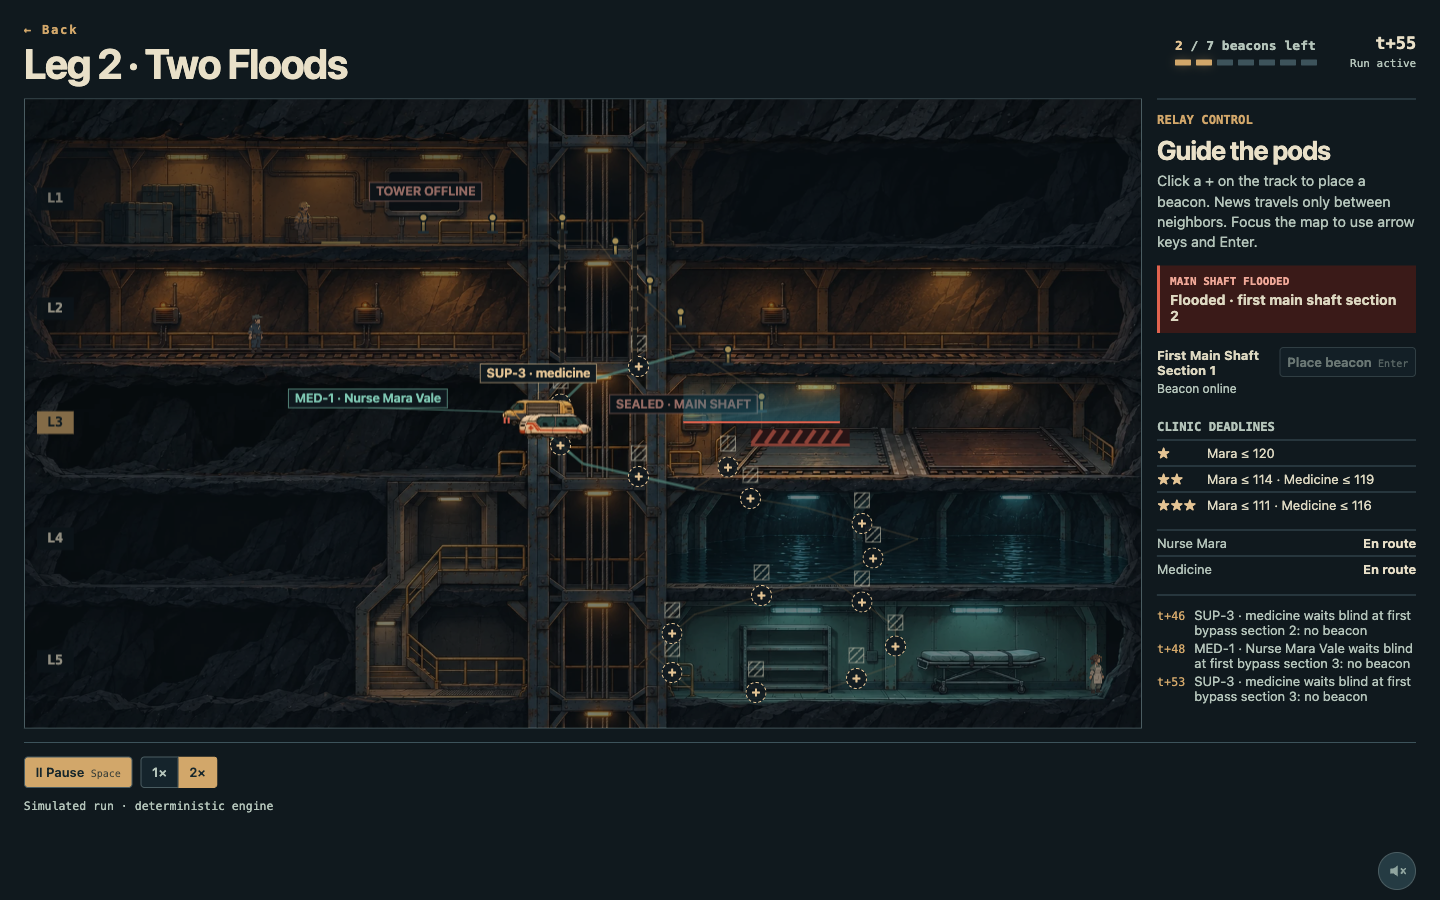 ← Back
Leg 2 · Two Floods
2 / 7 beacons left
t+55
Run active
L1
TOWER OFFLINE
L2
SUP-3 · medicine
MED-1 · Nurse Mara Vale
SEALED · MAIN SHAFT
L3
L4
L5
RELAY CONTROL
Guide the pods
Click a + on the track to place a
beacon. News travels only between
neighbors. Focus the map to use arrow
keys and Enter.
MAIN SHAFT FLOODED
Flooded · first main shaft section
2
First Main Shaft
Section 1
Beacon online
Place beacon Enter
CLINIC DEADLINES
★ Mara ≤ 120
★★ Mara ≤ 114 · Medicine ≤ 119
★★★ Mara ≤ 111 · Medicine ≤ 116
Nurse Mara En route
Medicine En route
t+46 SUP-3 · medicine waits blind at first
bypass section 2: no beacon
t+48 MED-1 · Nurse Mara Vale waits blind
at first bypass section 3: no beacon
t+53 SUP-3 · medicine waits blind at first
bypass section 3: no beacon
II Pause Space
1×
2×
Simulated run · deterministic engine